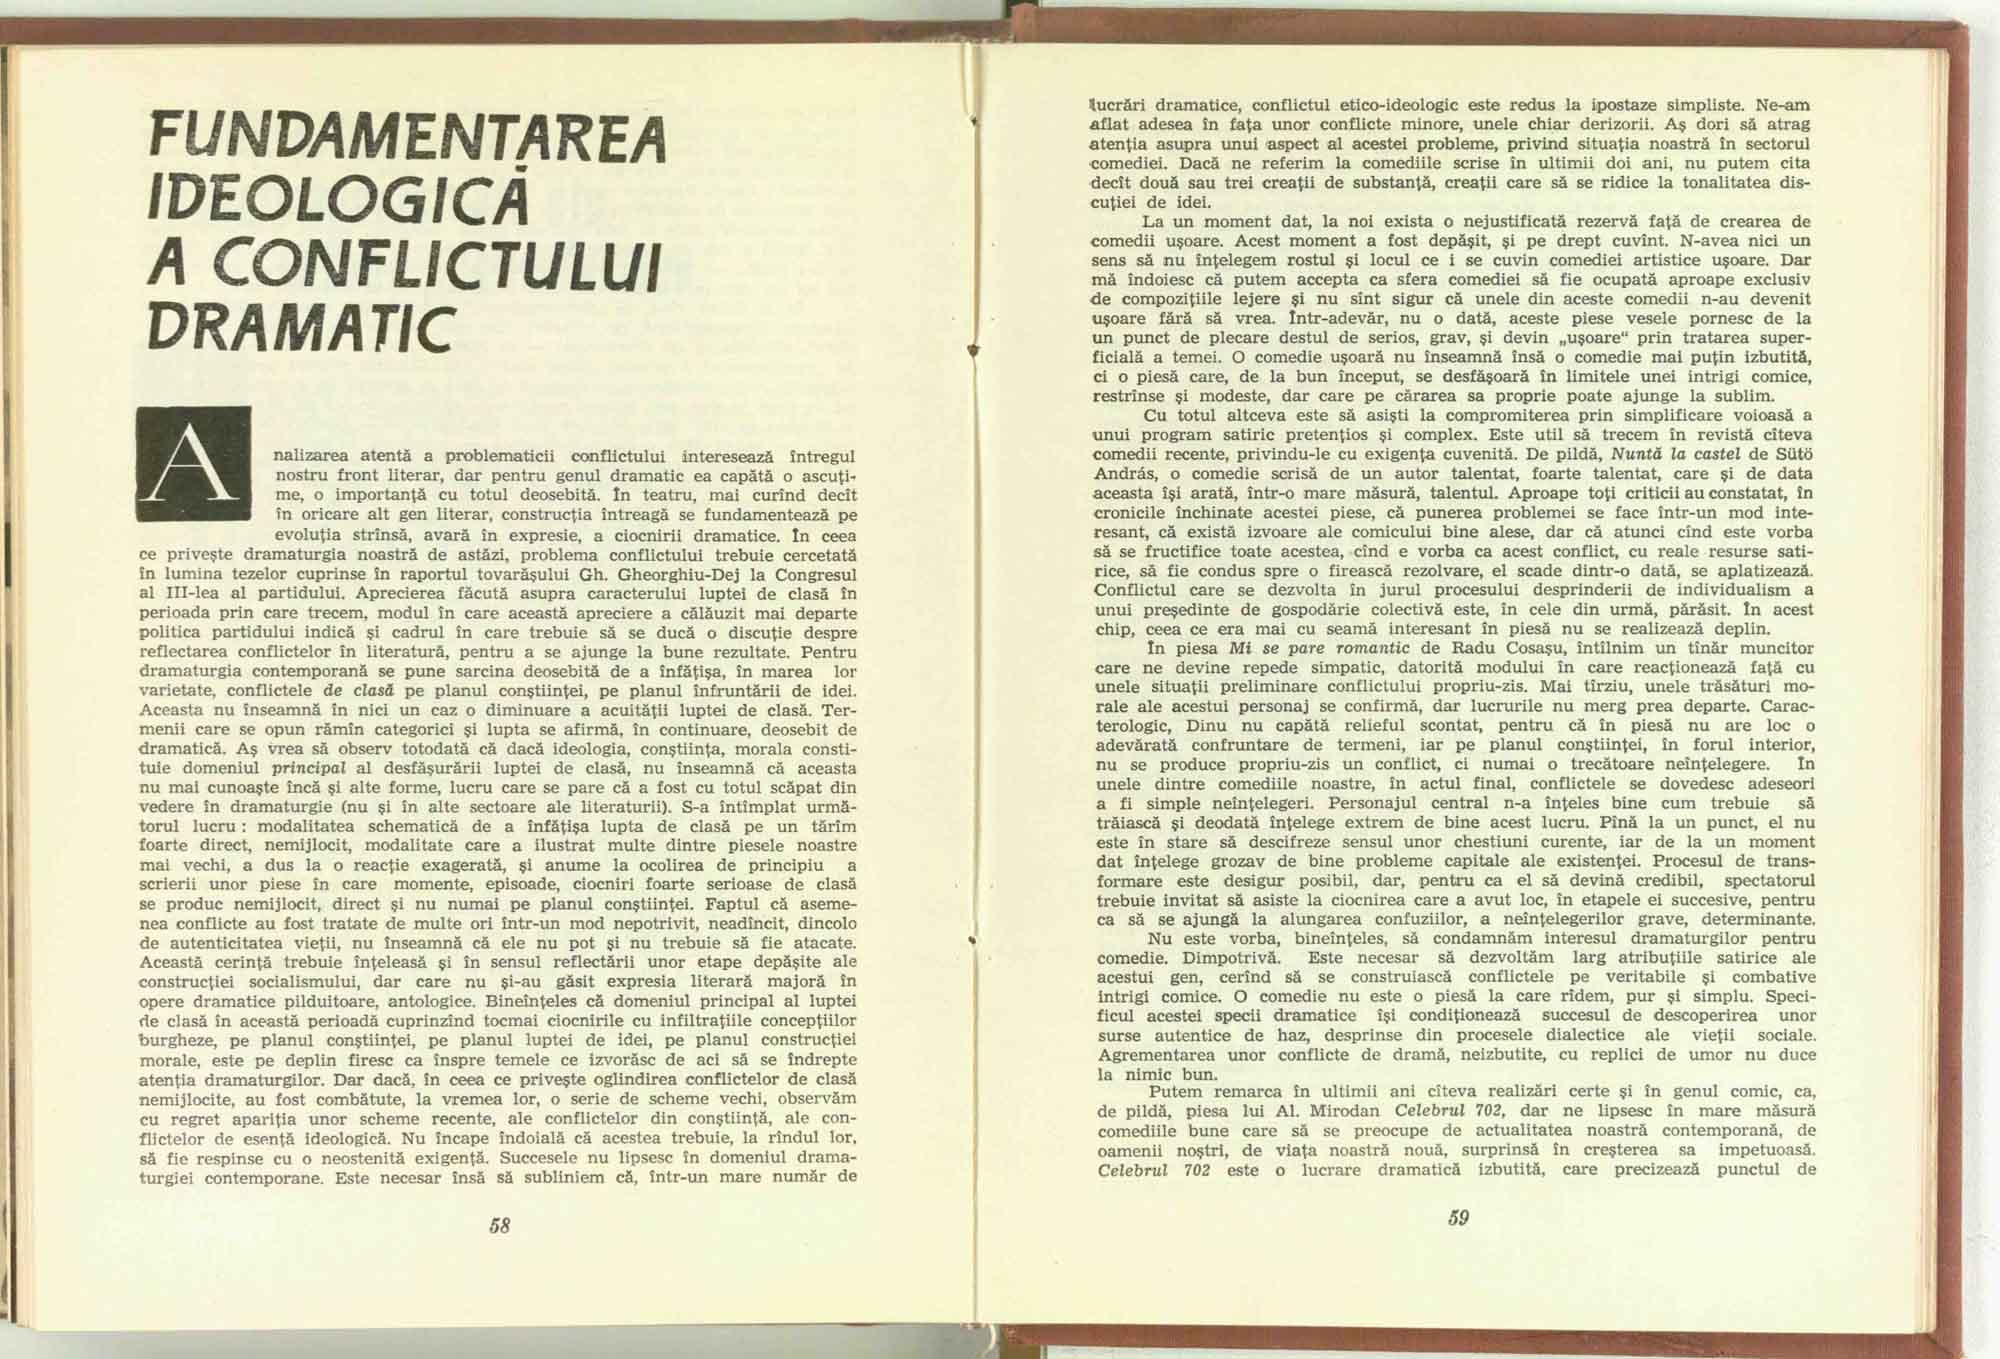 FUNDAMENTAREA
IDEOLOGICĂ
A CONFLICTULUI
DRAMATIC
Analizarea atentă a problematicii conflictului interesează întregul
nostru front literar, dar pentru genul dramatic ea capătă o ascuți-
me, o importanță cu totul deosebită. În teatru, mai curînd decît
în oricare alt gen literar, construcția întreagă se fundamentează pe
evoluția strînsă, avară în expresie, a ciocnirii dramatice. În ceea
ce privește dramaturgia noastră de astăzi, problema conflictului trebuie cercetată
în lumina tezelor cuprinse în raportul tovarășului Gh. Gheorghiu-Dej la Congresul
al III-lea al partidului. Aprecierea făcută asupra caracterului luptei de clasă în
perioada prin care trecem, modul în care această apreciere a călăuzit mai departe
politica partidului indică și cadrul în care trebuie să se ducă o discuție despre
reflectarea conflictelor în literatură, pentru a se ajunge la bune rezultate. Pentru
dramaturgia contemporană se pune sarcina deosebită de a înfățișa, în marea lor
varietate, conflictele de clasă pe planul conștiinței, pe planul înfruntării de idei.
Aceasta nu înseamnă în nici un caz o diminuare a acuității luptei de clasă. Ter-
menii care se opun rămîn categorici și lupta se afirmă, în continuare, deosebit de
dramatică. Aș vrea să observ totodată că dacă ideologia, conștiința, morala consti-
tuie domeniul principal al desfășurării luptei de clasă, nu înseamnă că aceasta
nu mai cunoaște încă și alte forme, lucru care se pare că a fost cu totul scăpat din
vedere în dramaturgie (nu și în alte sectoare ale literaturii). S-a întîmplat urmă-
torul lucru : modalitatea schematică de a înfățișa lupta de clasă pe un tărîm
foarte direct, nemijlocit, modalitate care a ilustrat multe dintre piesele noastre
mai vechi, a dus la o reacție exagerată, și anume la ocolirea de principiu a
scrierii unor piese în care momente, episoade, ciocniri foarte serioase de clasă
se produc nemijlocit, direct și nu numai pe planul conștiinței. Faptul că aseme-
nea conflicte au fost tratate de multe ori într-un mod nepotrivit, neadîncit, dincolo
de autenticitatea vieții, nu înseamnă că ele nu pot și nu trebuie să fie atacate.
Această cerință trebuie înțeleasă și în sensul reflectării unor etape depășite ale
construcției socialismului, dar care nu și-au găsit expresia literară majoră în
opere dramatice pilduitoare, antologice. Bineînțeles că domeniul principal al luptei
de clasă în această perioadă cuprinzînd tocmai ciocnirile cu infiltrațiile concepțiilor
burgheze, pe planul conștiinței, pe planul luptei de idei, pe planul construcției
morale, este pe deplin firesc ca înspre temele ce izvorăsc de aci să se îndrepte
atenția dramaturgilor. Dar dacă, în ceea ce privește oglindirea conflictelor de clasă
nemijlocite, au fost combătute, la vremea lor, o serie de scheme vechi, observăm
cu regret apariția unor scheme recente, ale conflictelor din conștiință, ale con-
flictelor de esență ideologică. Nu încape îndoială că acestea trebuie, la rîndul lor,
să fie respinse cu o neostenită exigență. Succesele nu lipsesc în domeniul drama-
turgiei contemporane. Este necesar însă să subliniem că, într-un mare număr de
58
lucrări dramatice, conflictul etico-ideologic este redus la ipostaze simpliste. Ne-am
aflat adesea în fața unor conflicte minore, unele chiar derizorii. Aș dori să atrag
atenția asupra unui aspect al acestei probleme, privind situația noastră în sectorul
comediei. Dacă ne referim la comediile scrise în ultimii doi ani, nu putem cita
decît două sau trei creații de substanță, creații care să se ridice la tonalitatea dis-
cuției de idei.
La un moment dat, la noi exista o nejustificată rezervă față de crearea de
comedii ușoare. Acest moment a fost depășit, și pe drept cuvînt. N-avea nici un
sens să nu înțelegem rostul și locul ce i se cuvin comediei artistice ușoare. Dar
mă îndoiesc că putem accepta ca sfera comediei să fie ocupată aproape exclusiv
de compozițiile lejere și nu sînt sigur că unele din aceste comedii n-au devenit
ușoare fără să vrea. Într-adevăr, nu o dată, aceste piese vesele pornesc de la
un punct de plecare destul de serios, grav, și devin „ușoare“ prin tratarea super-
ficială a temei. O comedie ușoară nu înseamnă însă o comedie mai puțin izbutită,
ci o piesă care, de la bun început, se desfășoară în limitele unei intrigi comice,
restrînse și modeste, dar care pe cărarea sa proprie poate ajunge la sublim.
Cu totul altceva este să asiști la compromiterea prin simplificare voioasă a
unui program satiric pretențios și complex. Este util să trecem în revistă cîteva
comedii recente, privindu-le cu exigența cuvenită. De pildă, Nuntă la castel de Sütö
András, o comedie scrisă de un autor talentat, foarte talentat, care și de data
aceasta își arată, într-o mare măsură, talentul. Aproape toți criticii au constatat, în
cronicile închinate acestei piese, că punerea problemei se face într-un mod inte-
resant, că există izvoare ale comicului bine alese, dar că atunci cînd este vorba
să se fructifice toate acestea, cînd e vorba ca acest conflict, cu reale resurse sati-
rice, să fie condus spre o firească rezolvare, el scade dintr-o dată, se aplatizează.
Conflictul care se dezvolta în jurul procesului desprinderii de individualism a
unui președinte de gospodărie colectivă este, în cele din urmă, părăsit. În acest
chip, ceea ce era mai cu seamă interesant în piesă nu se realizează deplin.
În piesa Mi se pare romantic de Radu Cosașu, întîlnim un tînăr muncitor
care ne devine repede simpatic, datorită modului în care reacționează față cu
unele situații preliminare conflictului propriu-zis. Mai tîrziu, unele trăsături mo-
rale ale acestui personaj se confirmă, dar lucrurile nu merg prea departe. Carac-
terologic, Dinu nu capătă relieful scontat, pentru că în piesă nu are loc o
adevărată confruntare de termeni, iar pe planul conștiinței, în forul interior,
nu se produce propriu-zis un conflict, ci numai o trecătoare neînțelegere. În
unele dintre comediile noastre, în actul final, conflictele se dovedesc adeseori
a fi simple neînțelegeri. Personajul central n-a înțeles bine cum trebuie să
trăiască și deodată înțelege extrem de bine acest lucru. Pînă la un punct, el nu
este în stare să descifreze sensul unor chestiuni curente, iar de la un moment
dat înțelege grozav de bine probleme capitale ale existenței. Procesul de trans-
formare este desigur posibil, dar, pentru ca el să devină credibil, spectatorul
trebuie invitat să asiste la ciocnirea care a avut loc, în etapele ei succesive, pentru
ca să se ajungă la alungarea confuziilor, a neînțelegerilor grave, determinante.
Nu este vorba, bineînțeles, să condamnăm interesul dramaturgilor pentru
comedie. Dimpotrivă. Este necesar să dezvoltăm larg atribuțiile satirice ale
acestui gen, cerînd să se construiască conflictele pe veritabile și combative
intrigi comice. O comedie nu este o piesă la care rîdem, pur și simplu. Speci-
ficul acestei specii dramatice își condiționează succesul de descoperirea unor
surse autentice de haz, desprinse din procesele dialectice ale vieții sociale.
Agrementarea unor conflicte de dramă, neizbutite, cu replici de umor nu duce
la nimic bun.
Putem remarca în ultimii ani cîteva realizări certe și în genul comic, ca,
de pildă, piesa lui Al. Mirodan Celebrul 702, dar ne lipsesc în mare măsură
comediile bune care să se preocupe de actualitatea noastră contemporană, de
oamenii noștri, de viața noastră nouă, surprinsă în creșterea sa impetuoasă.
Celebrul 702 este o lucrare dramatică izbutită, care precizează punctul de
59